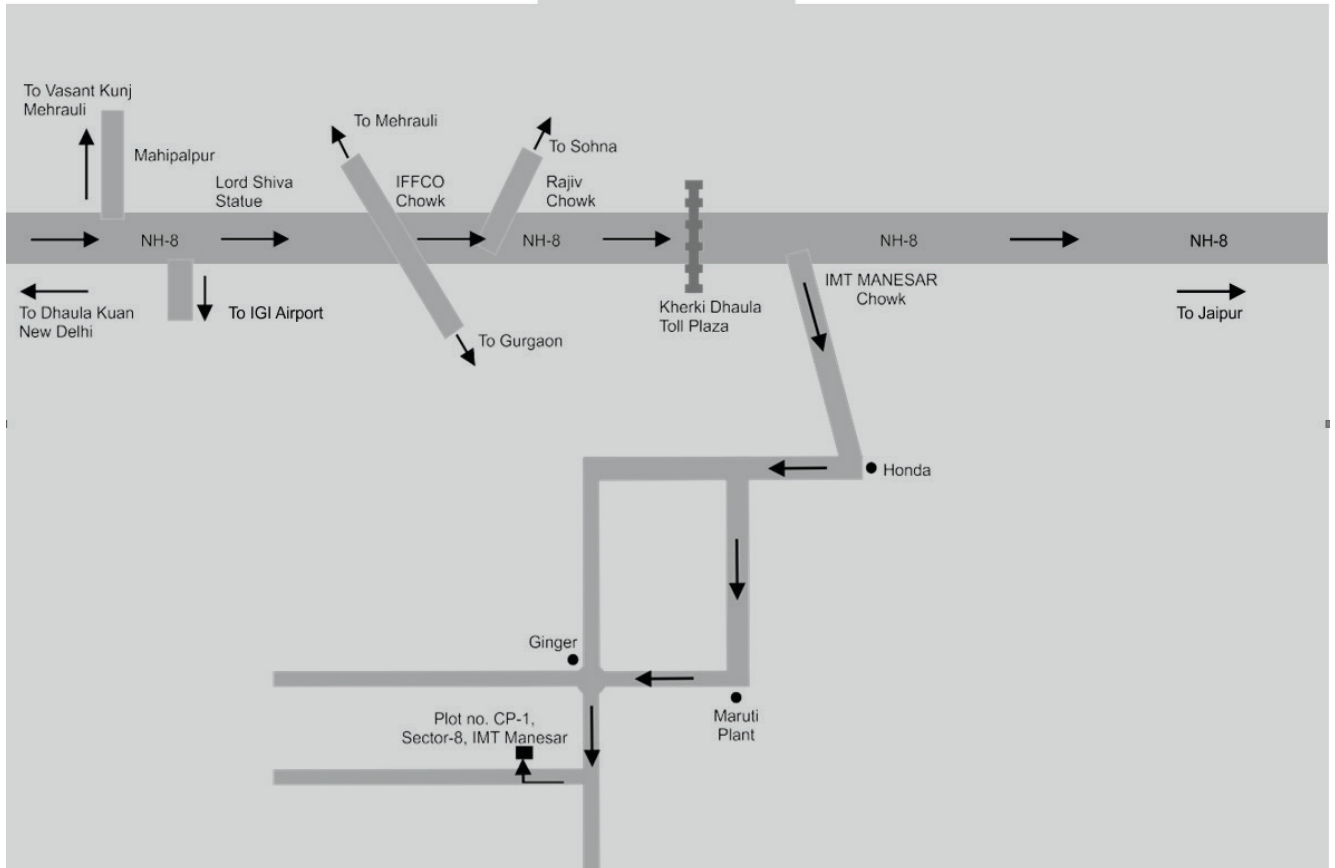 To Vasant Kunj
Mehrauli
Mahipalpur
To Mehrauli
To Sohna
Lord Shiva
Statue
IFFCO
Chowk
Rajiv
Chowk
NH-8
NH-8
NH-8
NH-8
To Dhaula Kuan
New Delhi
To IGI Airport
To Gurgaon
Kherki Dhaula
Toll Plaza
IMT MANESAR
Chowk
To Jaipur
Honda
Ginger
Maruti
Plant
Plot no. CP-1,
Sector-8, IMT Manesar